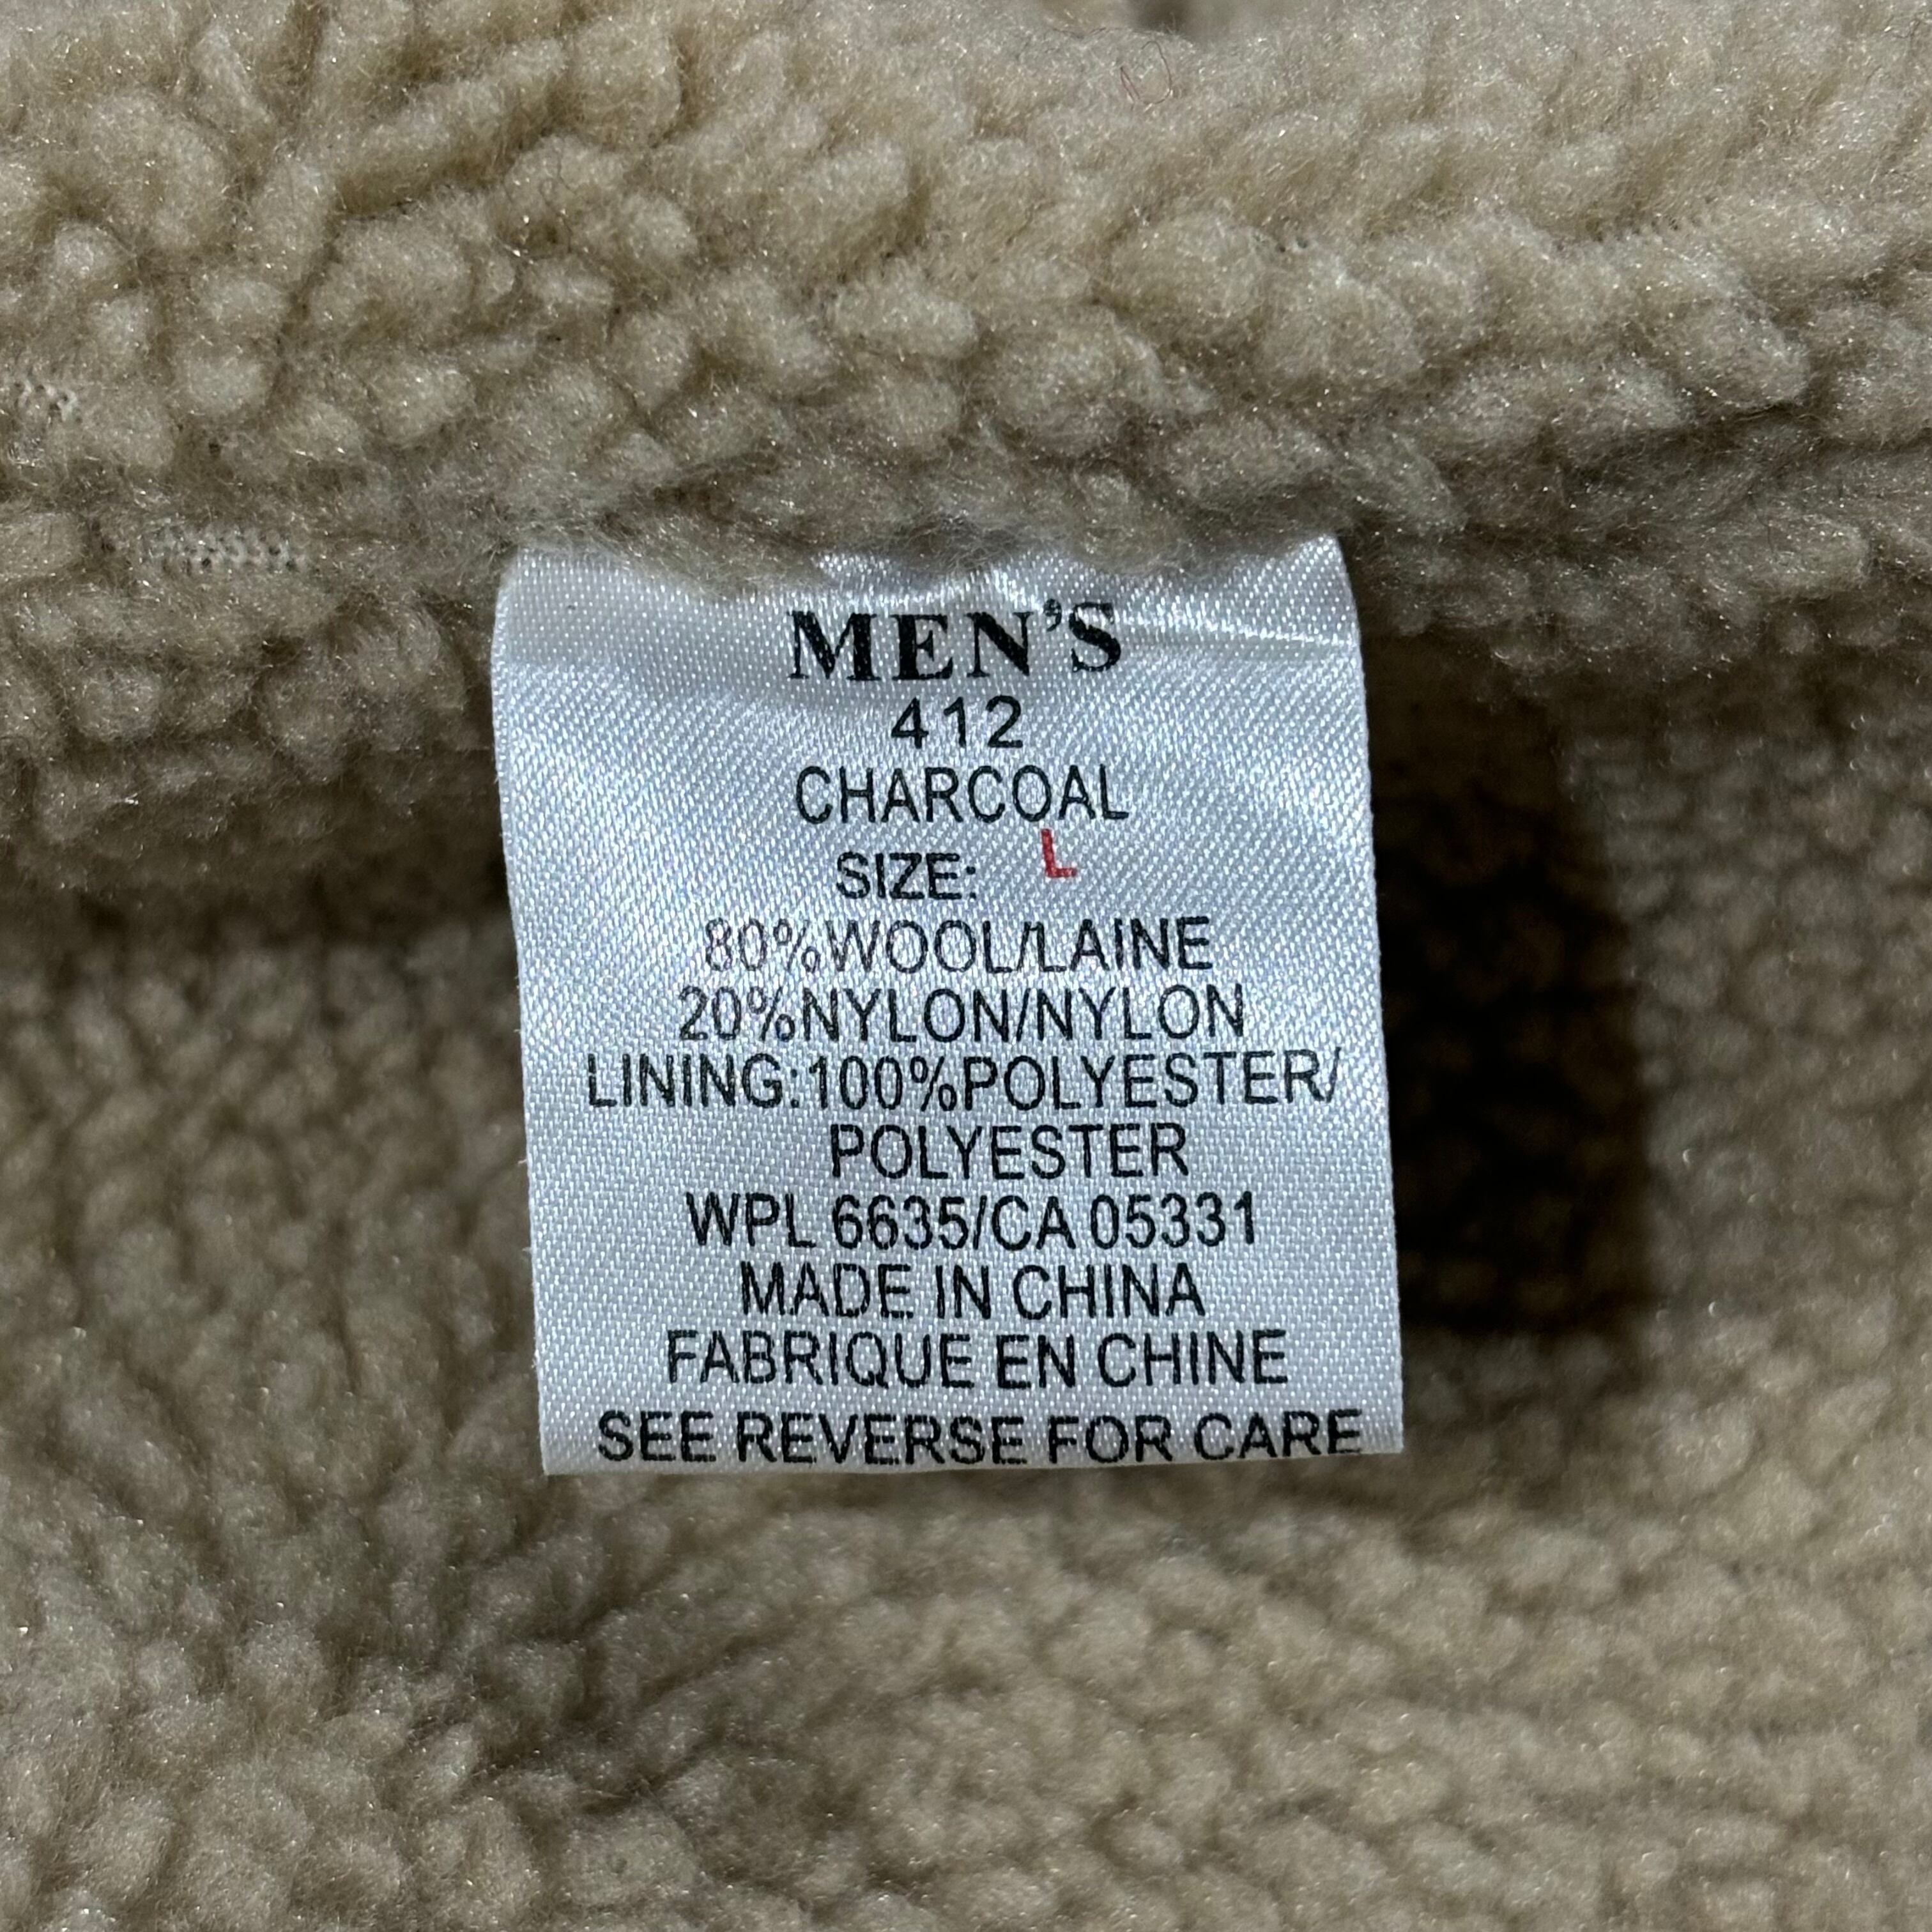 MEN'S
412
CHARCOAL
SIZE: L
80%WOOL/LAINE
20%NYLON/NYLON
LINING:100%POLYESTER/
POLYESTER
WPL 6635/CA 05331
MADE IN CHINA
FABRIQUE EN CHINE
SEE REVERSE FOR CARE